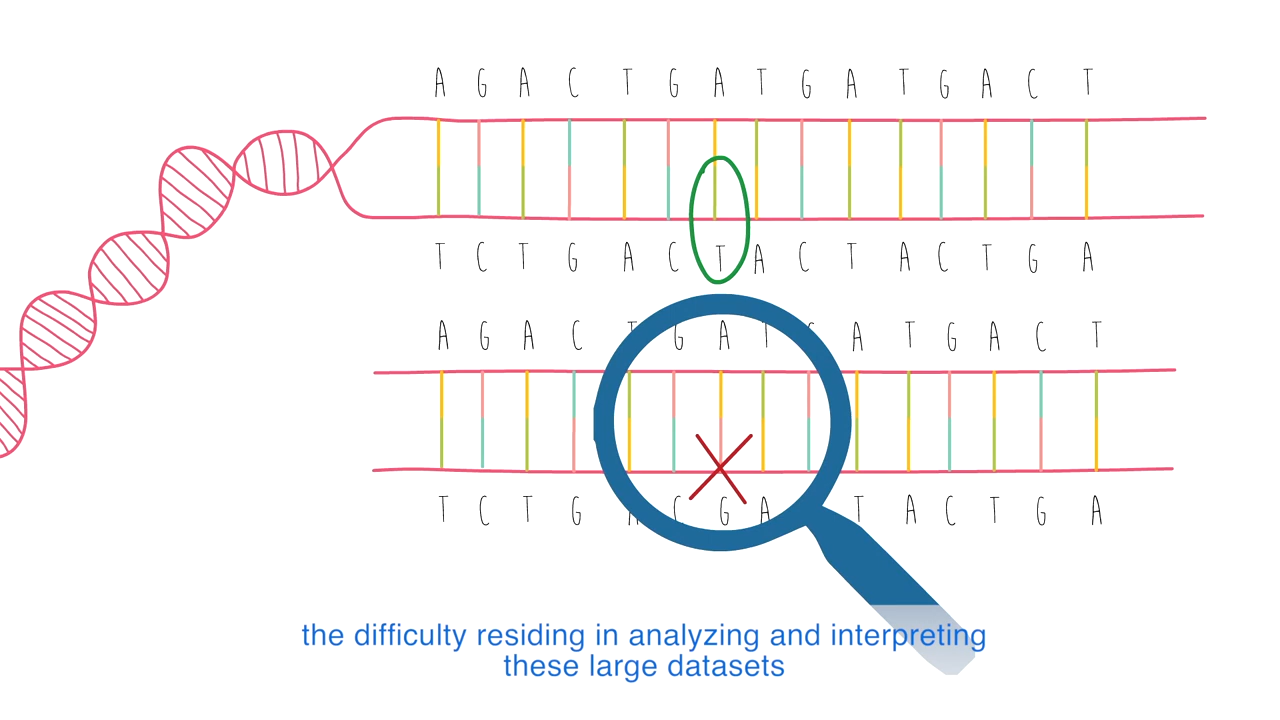 A G A C T G A T G A T G A C T
T C T G A C T A C T A C T G A
A G A C T G A T A T G A C T
T C T G A C G A T A C T G A
the difficulty residing in analyzing and interpreting
these large datasets